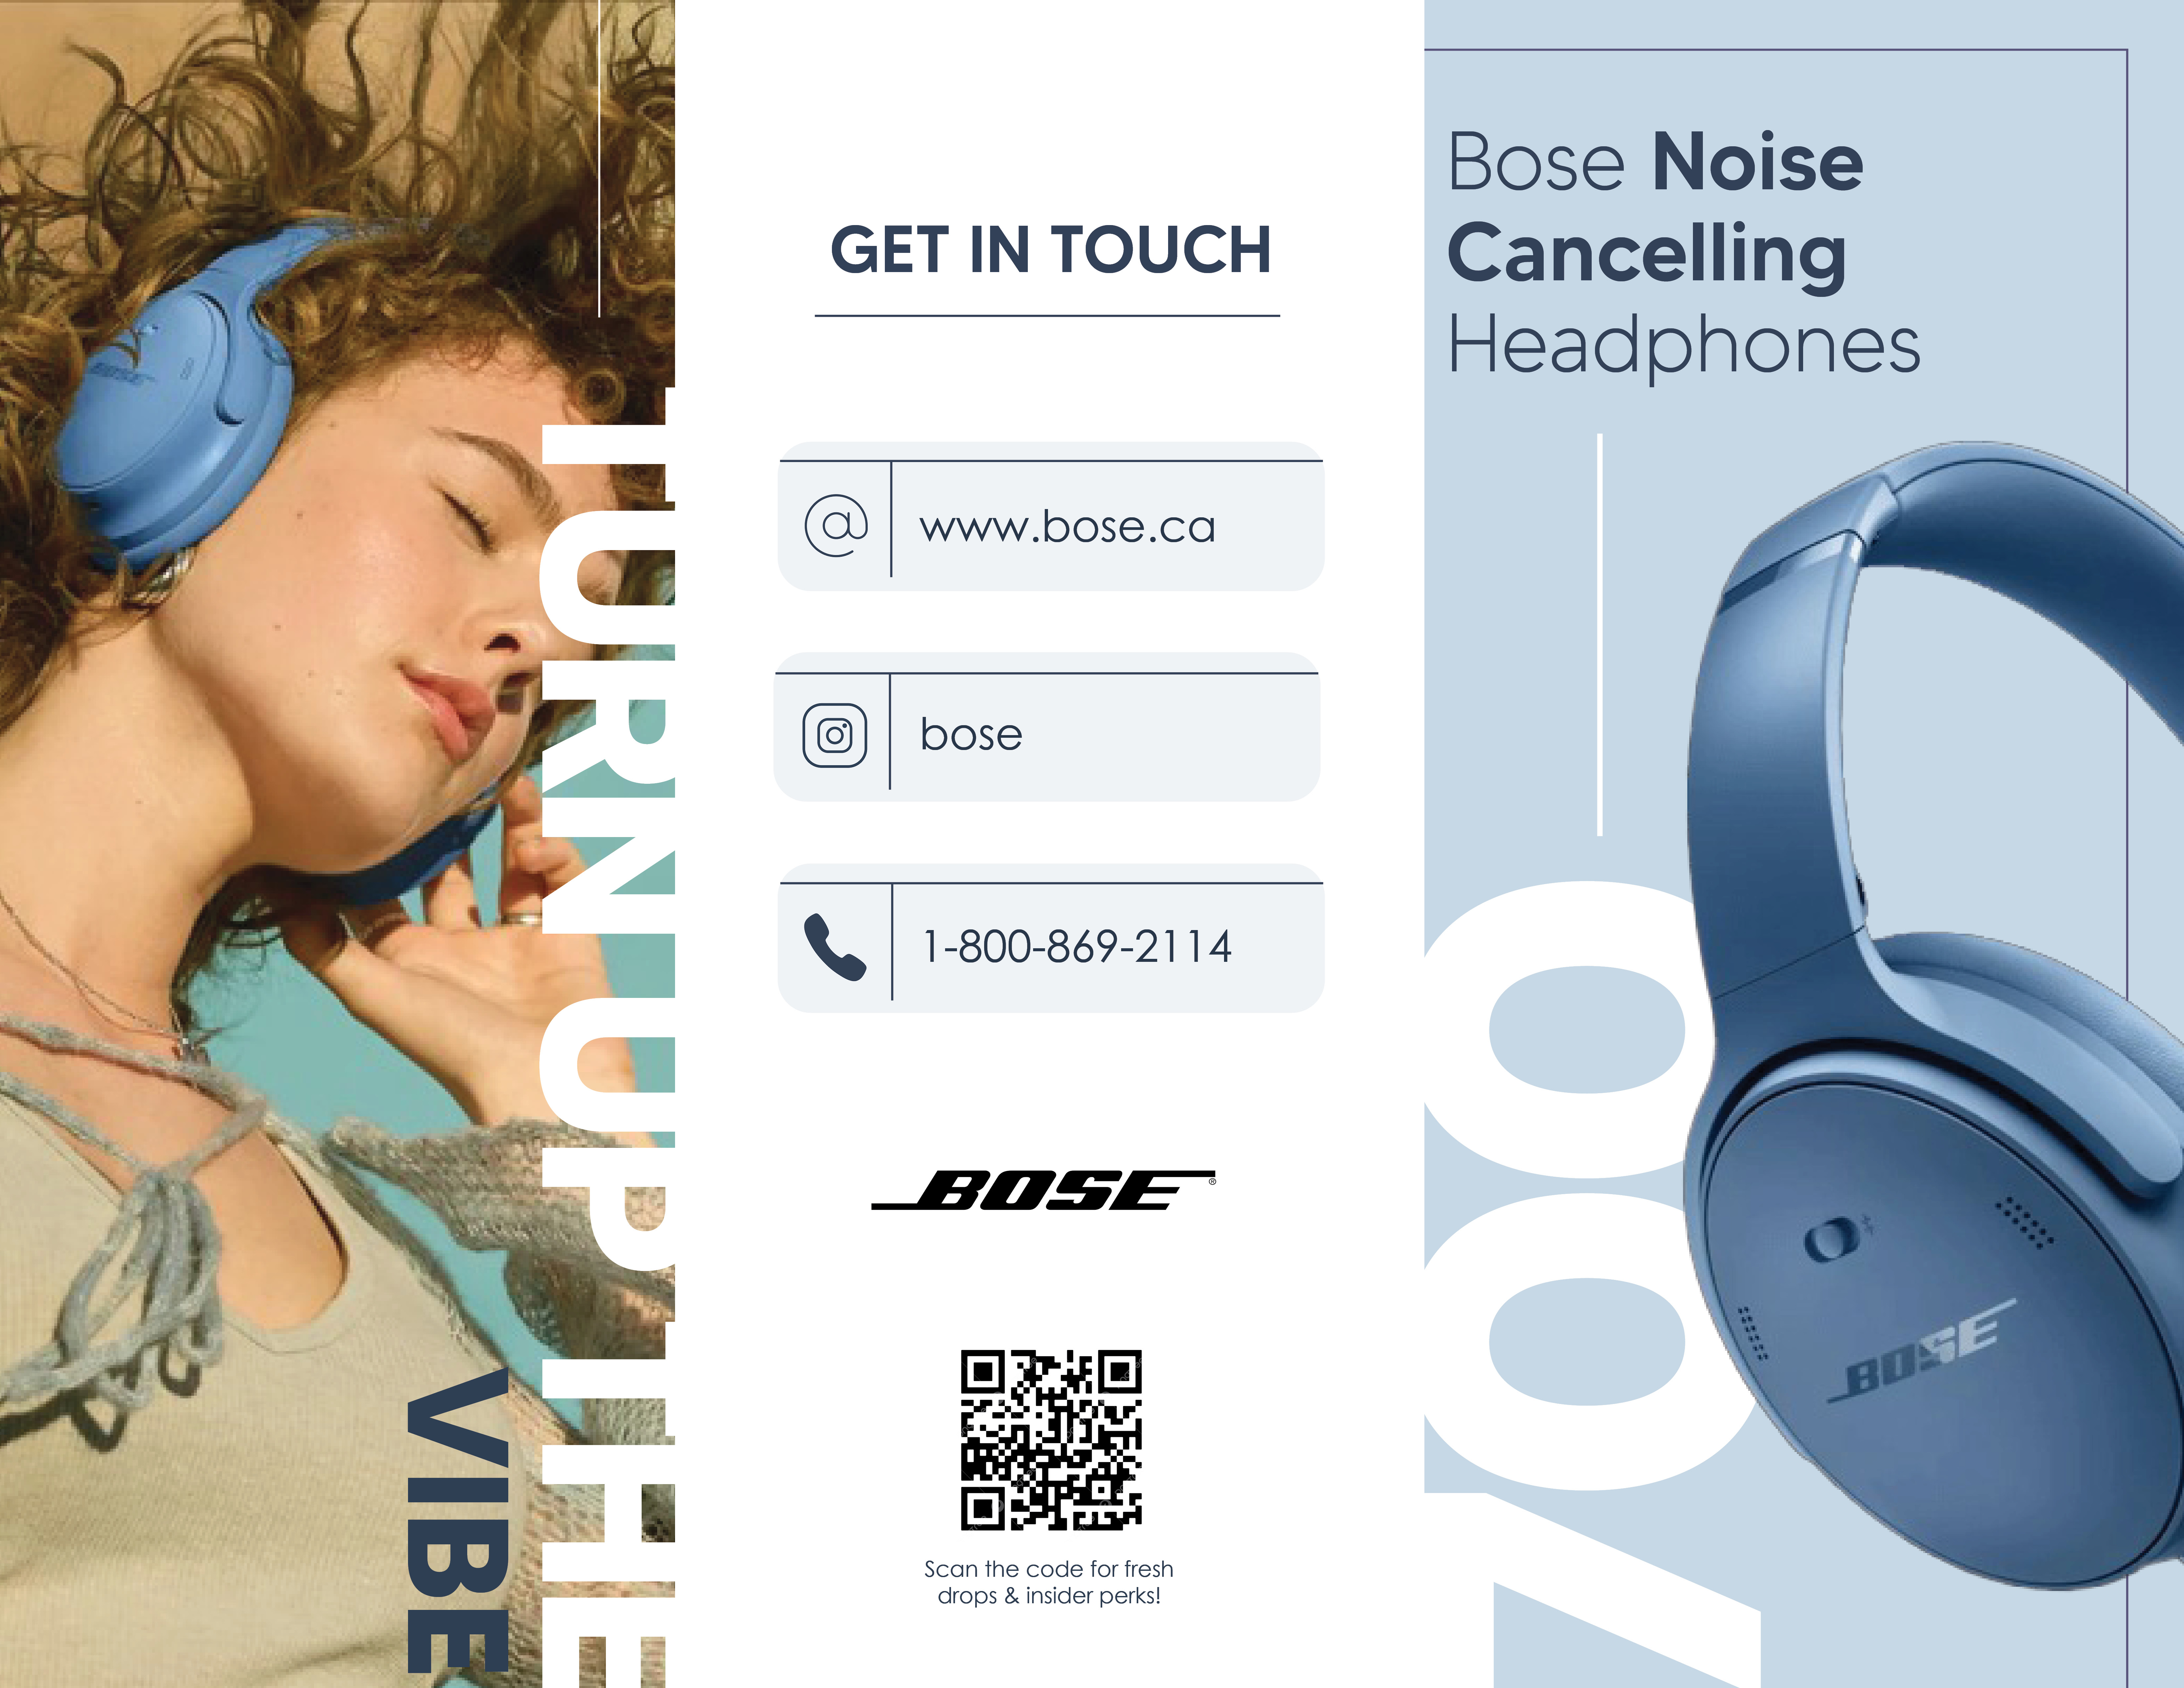 TURN UP THE
VIBE
BOSE
GET IN TOUCH
@ www.bose.ca
bose
1-800-869-2114
BOSE®
Scan the code for fresh
drops & insider perks!
Bose Noise
Cancelling
Headphones
700
BOSE